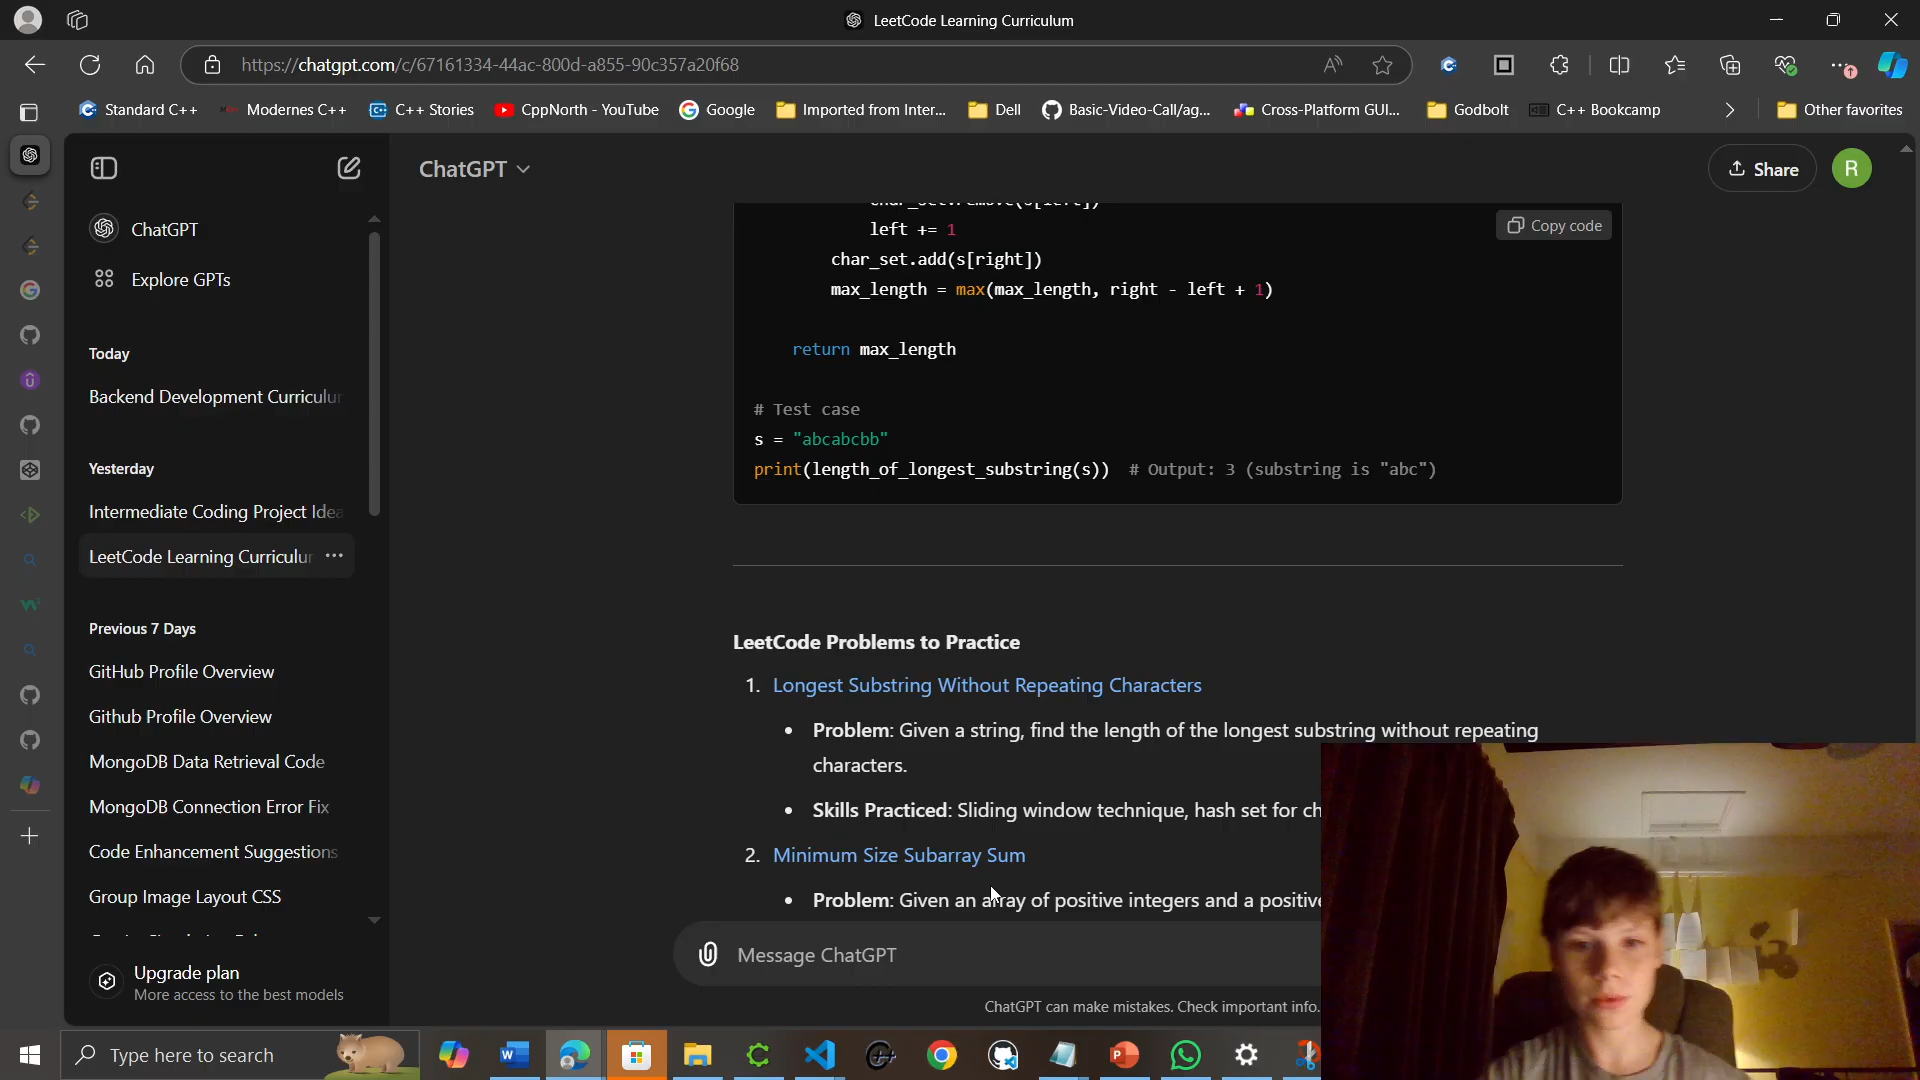 LeetCode Learning Curriculum
https://chatgpt.com/c/67161334-44ac-800d-a855-90c357a20f68
Standard C++
Modernes C++
C++ Stories
CppNorth - YouTube
Google
Imported from Inter...
Dell
Basic-Video-Call/ag...
Cross-Platform GUI...
Godbolt
C++ Bookcamp
Other favorites
ChatGPT
Explore GPTs
Today
Backend Development Curriculur
Yesterday
Intermediate Coding Project Idea
LeetCode Learning Curriculur
Previous 7 Days
GitHub Profile Overview
Github Profile Overview
MongoDB Data Retrieval Code
MongoDB Connection Error Fix
Code Enhancement Suggestions
Group Image Layout CSS
Upgrade plan
More access to the best models
ChatGPT
Share
R
Copy code
left += 1
char_set.add(s[right])
max_length = max(max_length, right - left + 1)
return max_length
# Test case
s = "abcabcbb"
print(length_of_longest_substring(s)) # Output: 3 (substring is "abc")
LeetCode Problems to Practice
1. Longest Substring Without Repeating Characters
• Problem: Given a string, find the length of the longest substring without repeating
characters.
• Skills Practiced: Sliding window technique, hash set for ch
2. Minimum Size Subarray Sum
• Problem: Given an array of positive integers and a positive
Message ChatGPT
ChatGPT can make mistakes. Check important info.
Type here to search